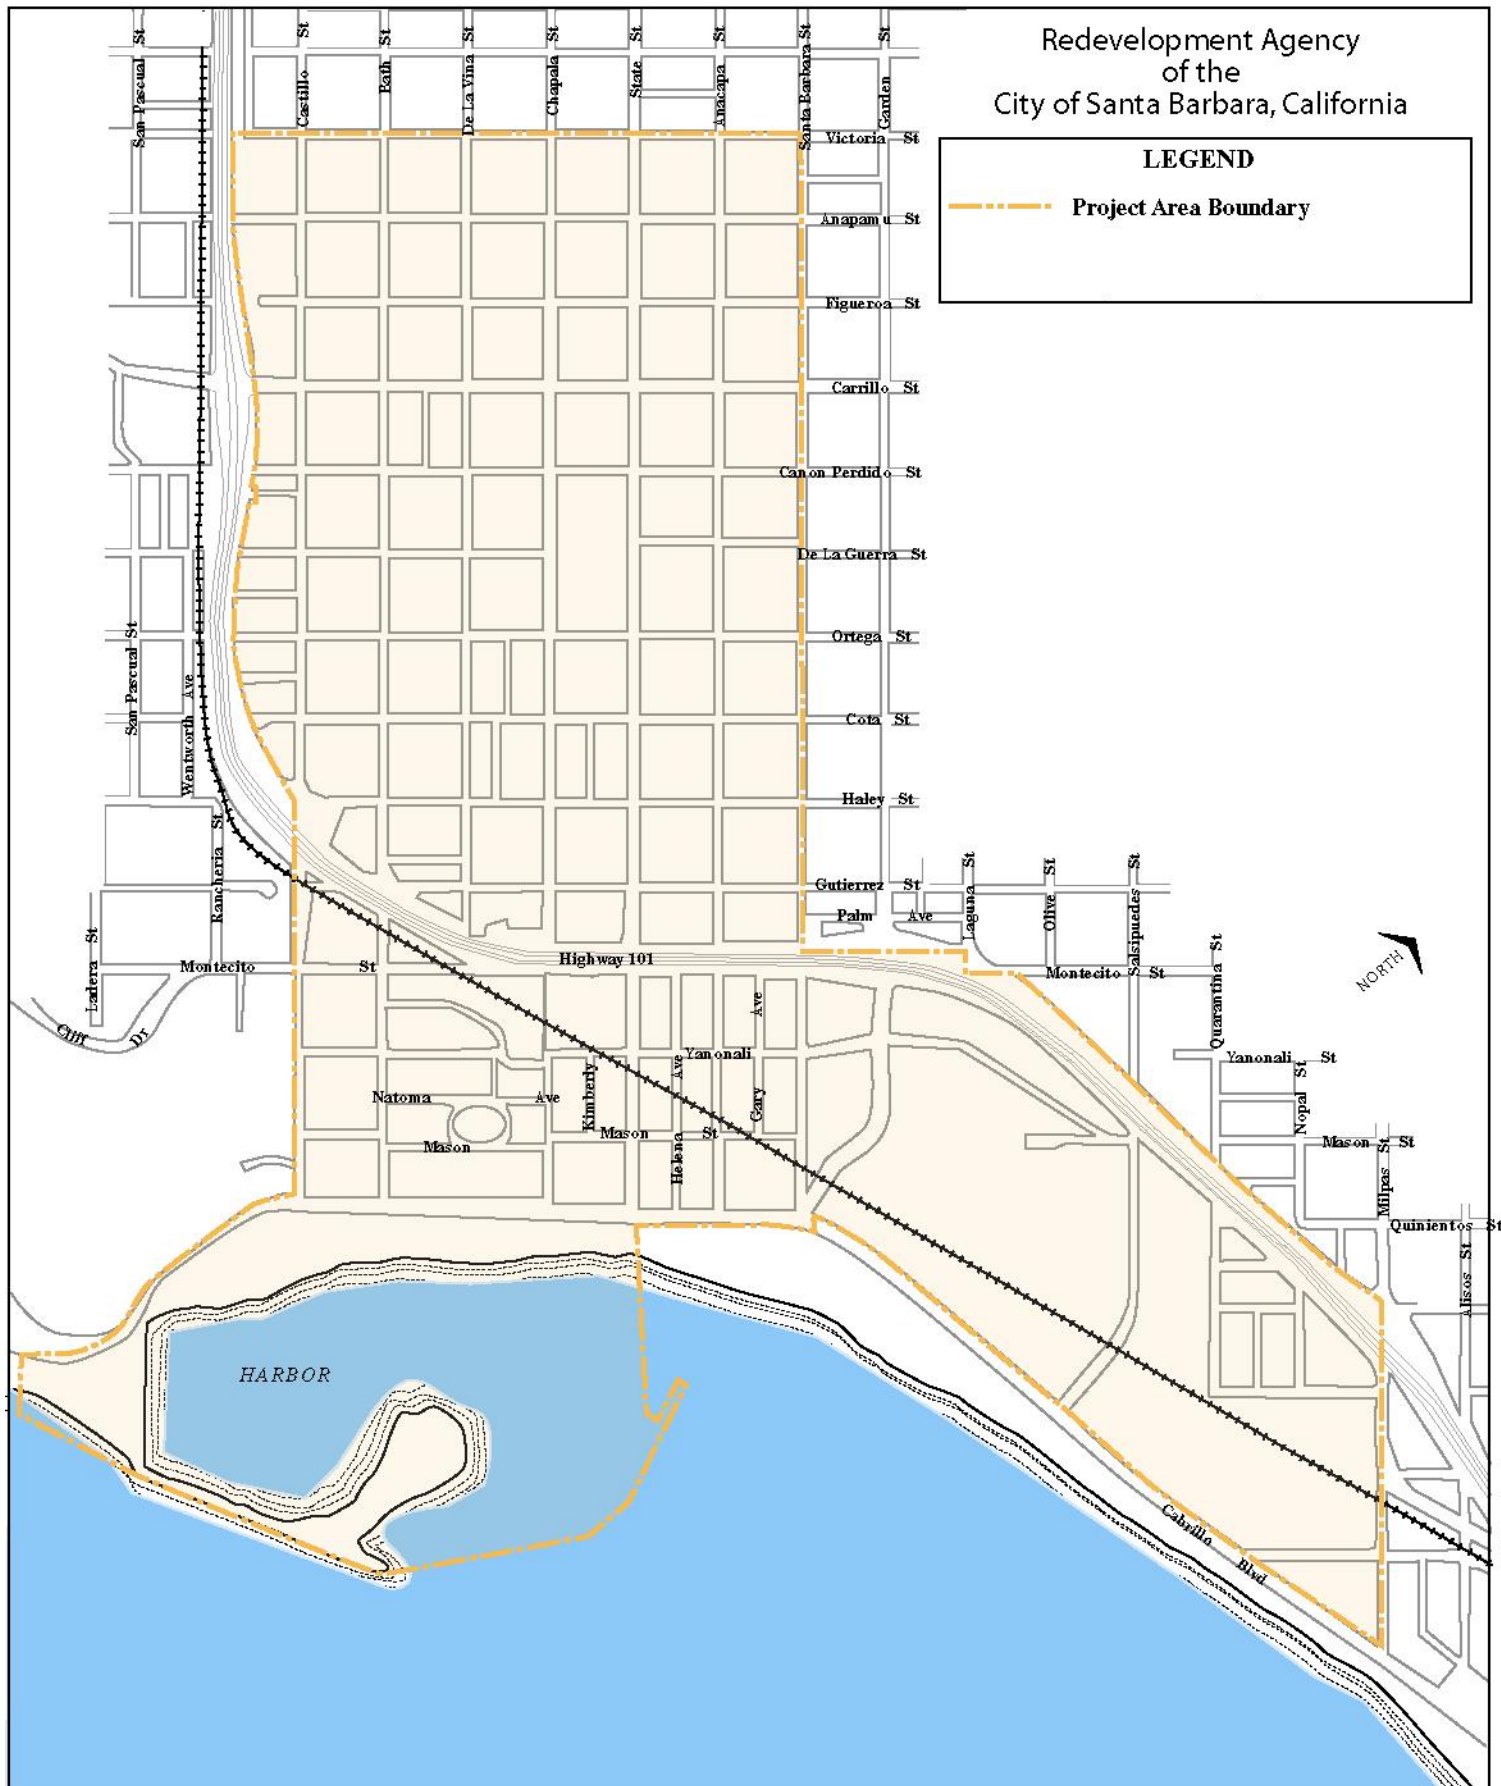 Redevelopment Agency
of the
City of Santa Barbara, California
LEGEND
Project Area Boundary
San Pascual St
Castillo St
Bath St
De La Vina St
Chapala St
State St
Anacapa St
Santa Barbara St
Garden St
Victoria St
Anapamu St
Figueroa St
Carrillo St
Canon Perdido St
De La Guerra St
Ortega St
San Pascual St
Wentworth Ave
Cota St
Haley St
Rancheria St
Gutierrez St
Palm Ave
Laguna St
Olive St
Salsipuedes St
Ladera St
Montecito St
Highway 101
Montecito St
Quarantina St
NORTH
Cliff Dr
Yanonali
Ave
Yanonali St
Natoma Ave
Kimberly
Helena Ave
Gary
Nopal St
Mason
Mason St
Mason St
Milpas St
Quinientos St
Alisos St
HARBOR
Cabrillo Blvd